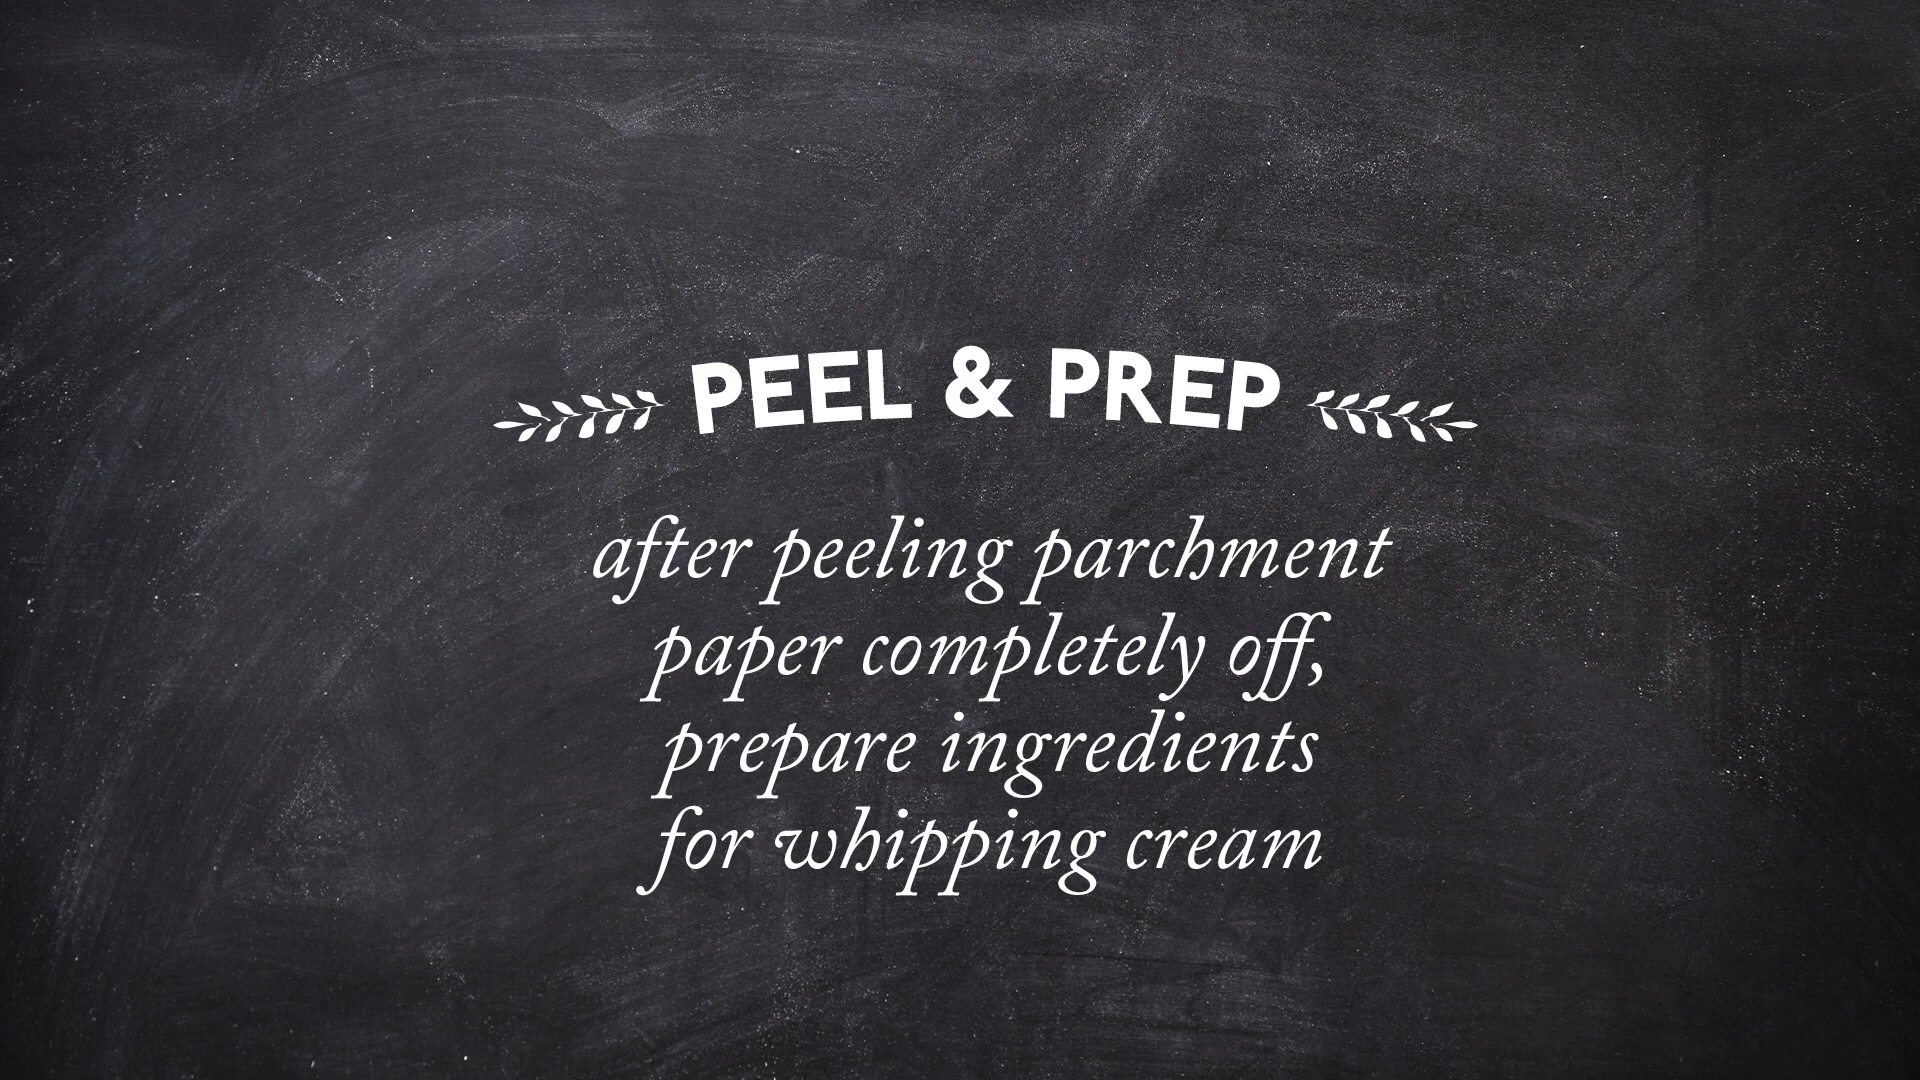 PEEL & PREP
after peeling parchment
paper completely off,
prepare ingredients
for whipping cream